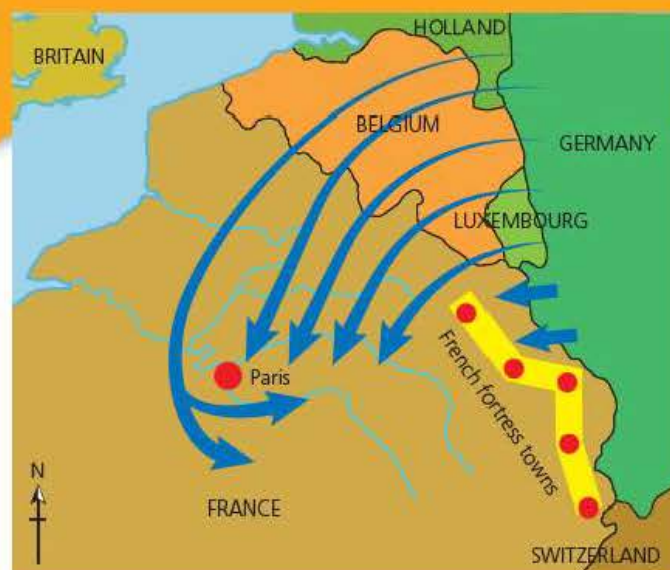 HOLLAND
BRITAIN
BELGIUM
GERMANY
LUXEMBOURG
French fortress towns
Paris
N
FRANCE
SWITZERLAND